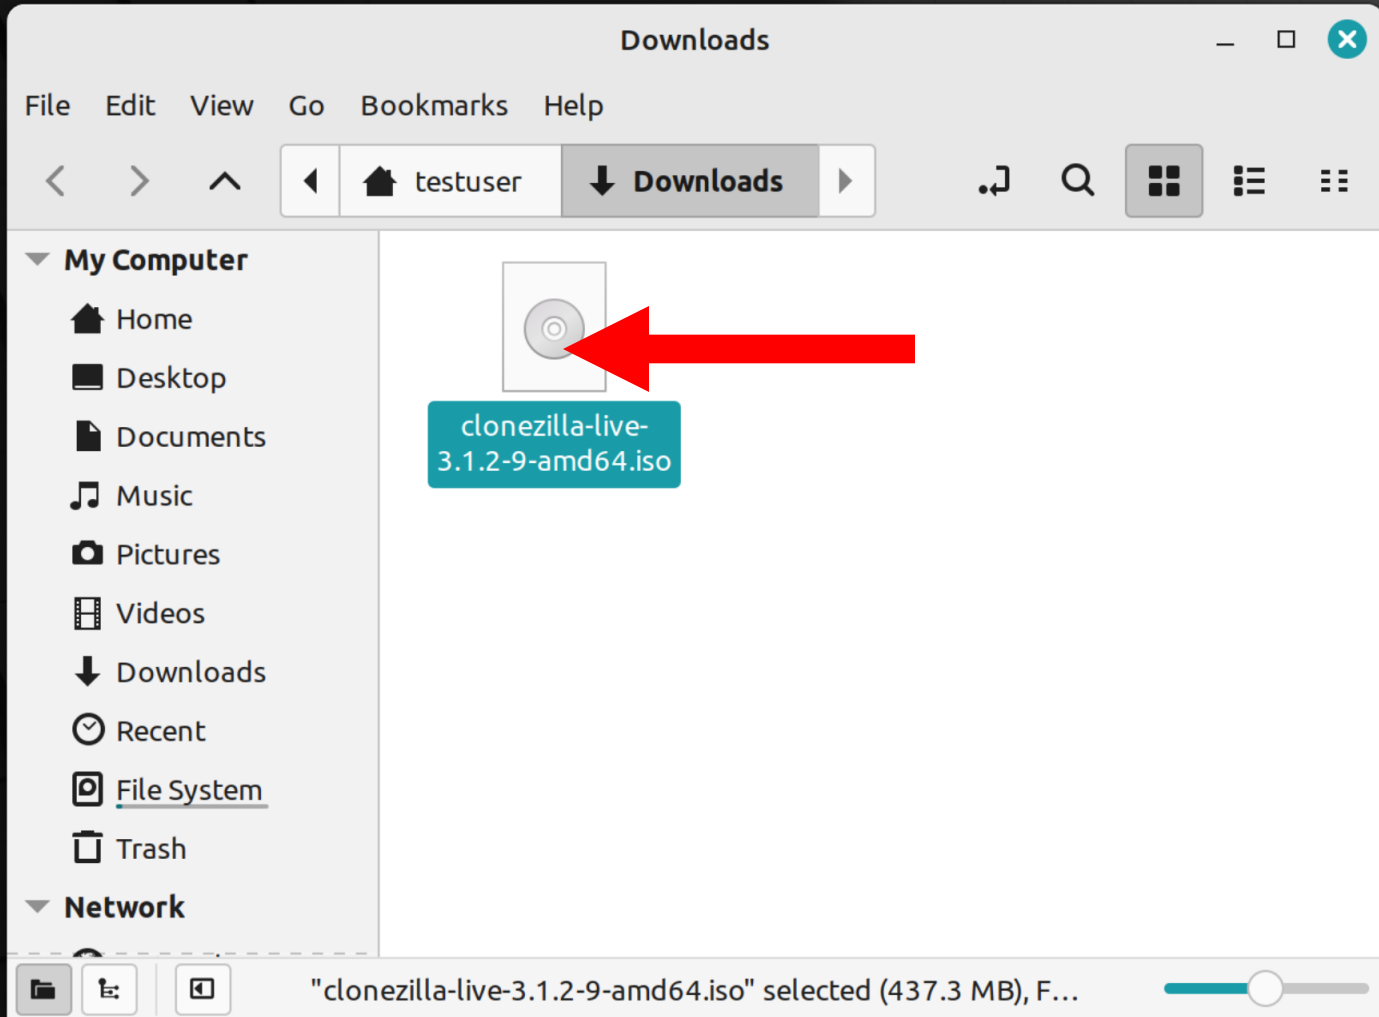 Downloads
File Edit View Go Bookmarks Help
testuser Downloads
My Computer
Home
Desktop
Documents
Music
Pictures
Videos
Downloads
Recent
File System
Trash
Network
clonezilla-live-
3.1.2-9-amd64.iso
"clonezilla-live-3.1.2-9-amd64.iso" selected (437.3 MB), F...